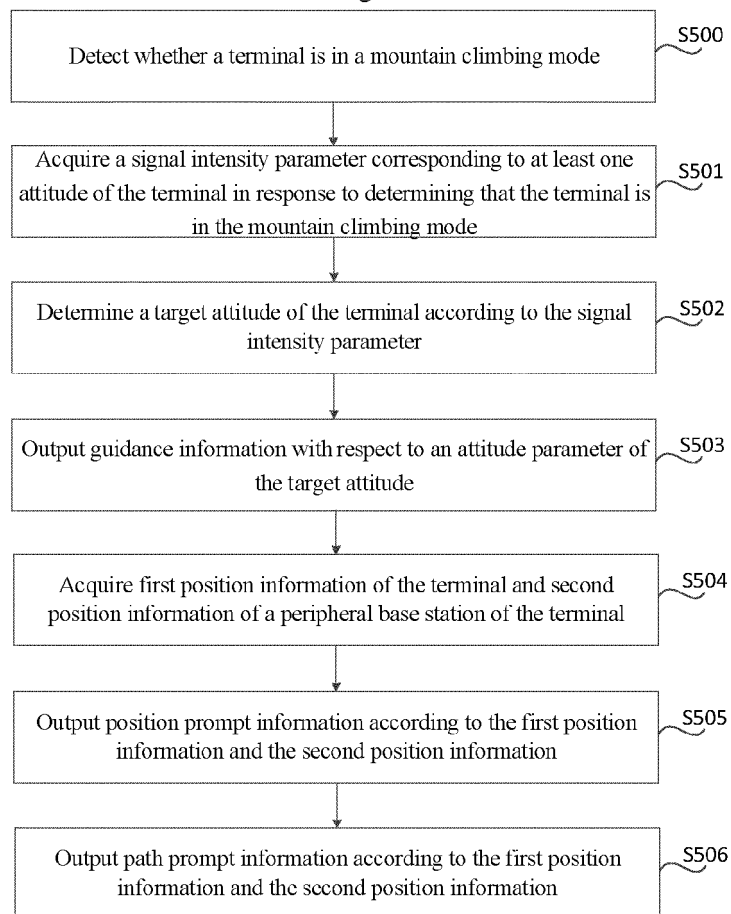 Detect whether a terminal is in a mountain climbing mode
S500
Acquire a signal intensity parameter corresponding to at least one
attitude of the terminal in response to determining that the terminal is
in the mountain climbing mode
S501
Determine a target attitude of the terminal according to the signal
intensity parameter
S502
Output guidance information with respect to an attitude parameter of
the target attitude
S503
Acquire first position information of the terminal and second
position information of a peripheral base station of the terminal
S504
Output position prompt information according to the first position
information and the second position information
S505
Output path prompt information according to the first position
information and the second position information
S506